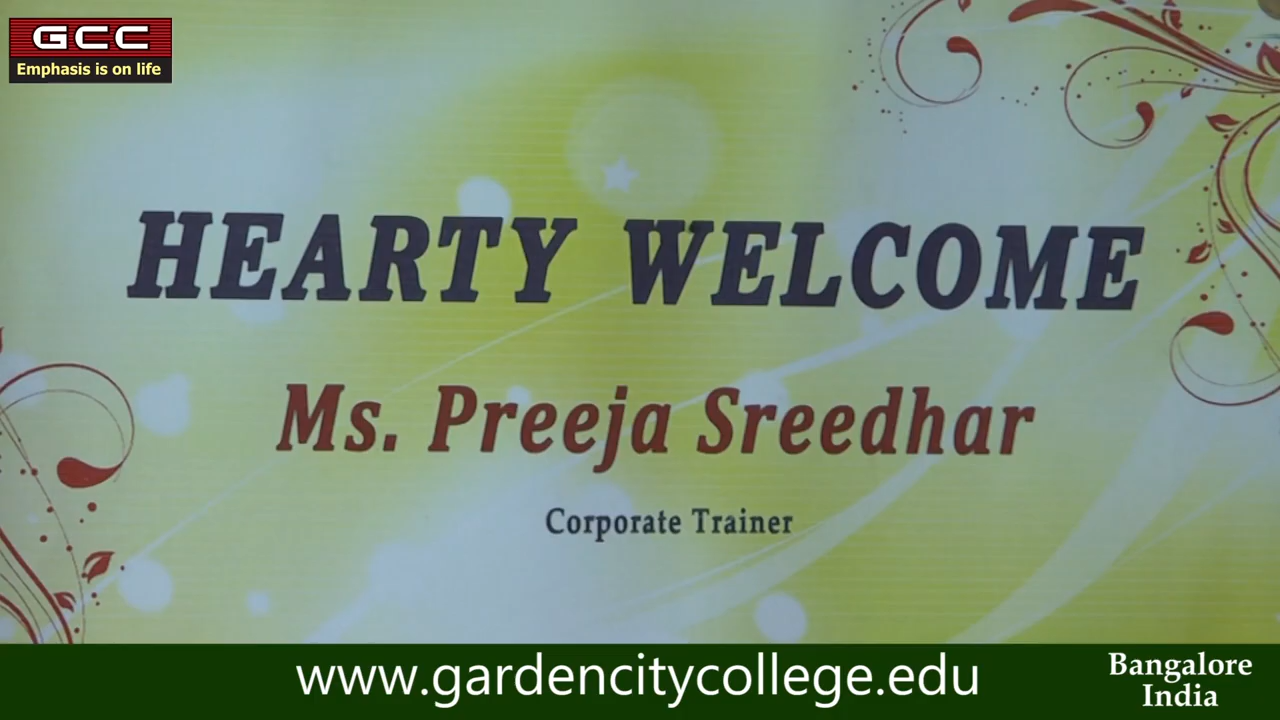 GCC
Emphasis is on life
HEARTY WELCOME
Ms. Preeja Sreedhar
Corporate Trainer
www.gardencitycollege.edu
Bangalore
India